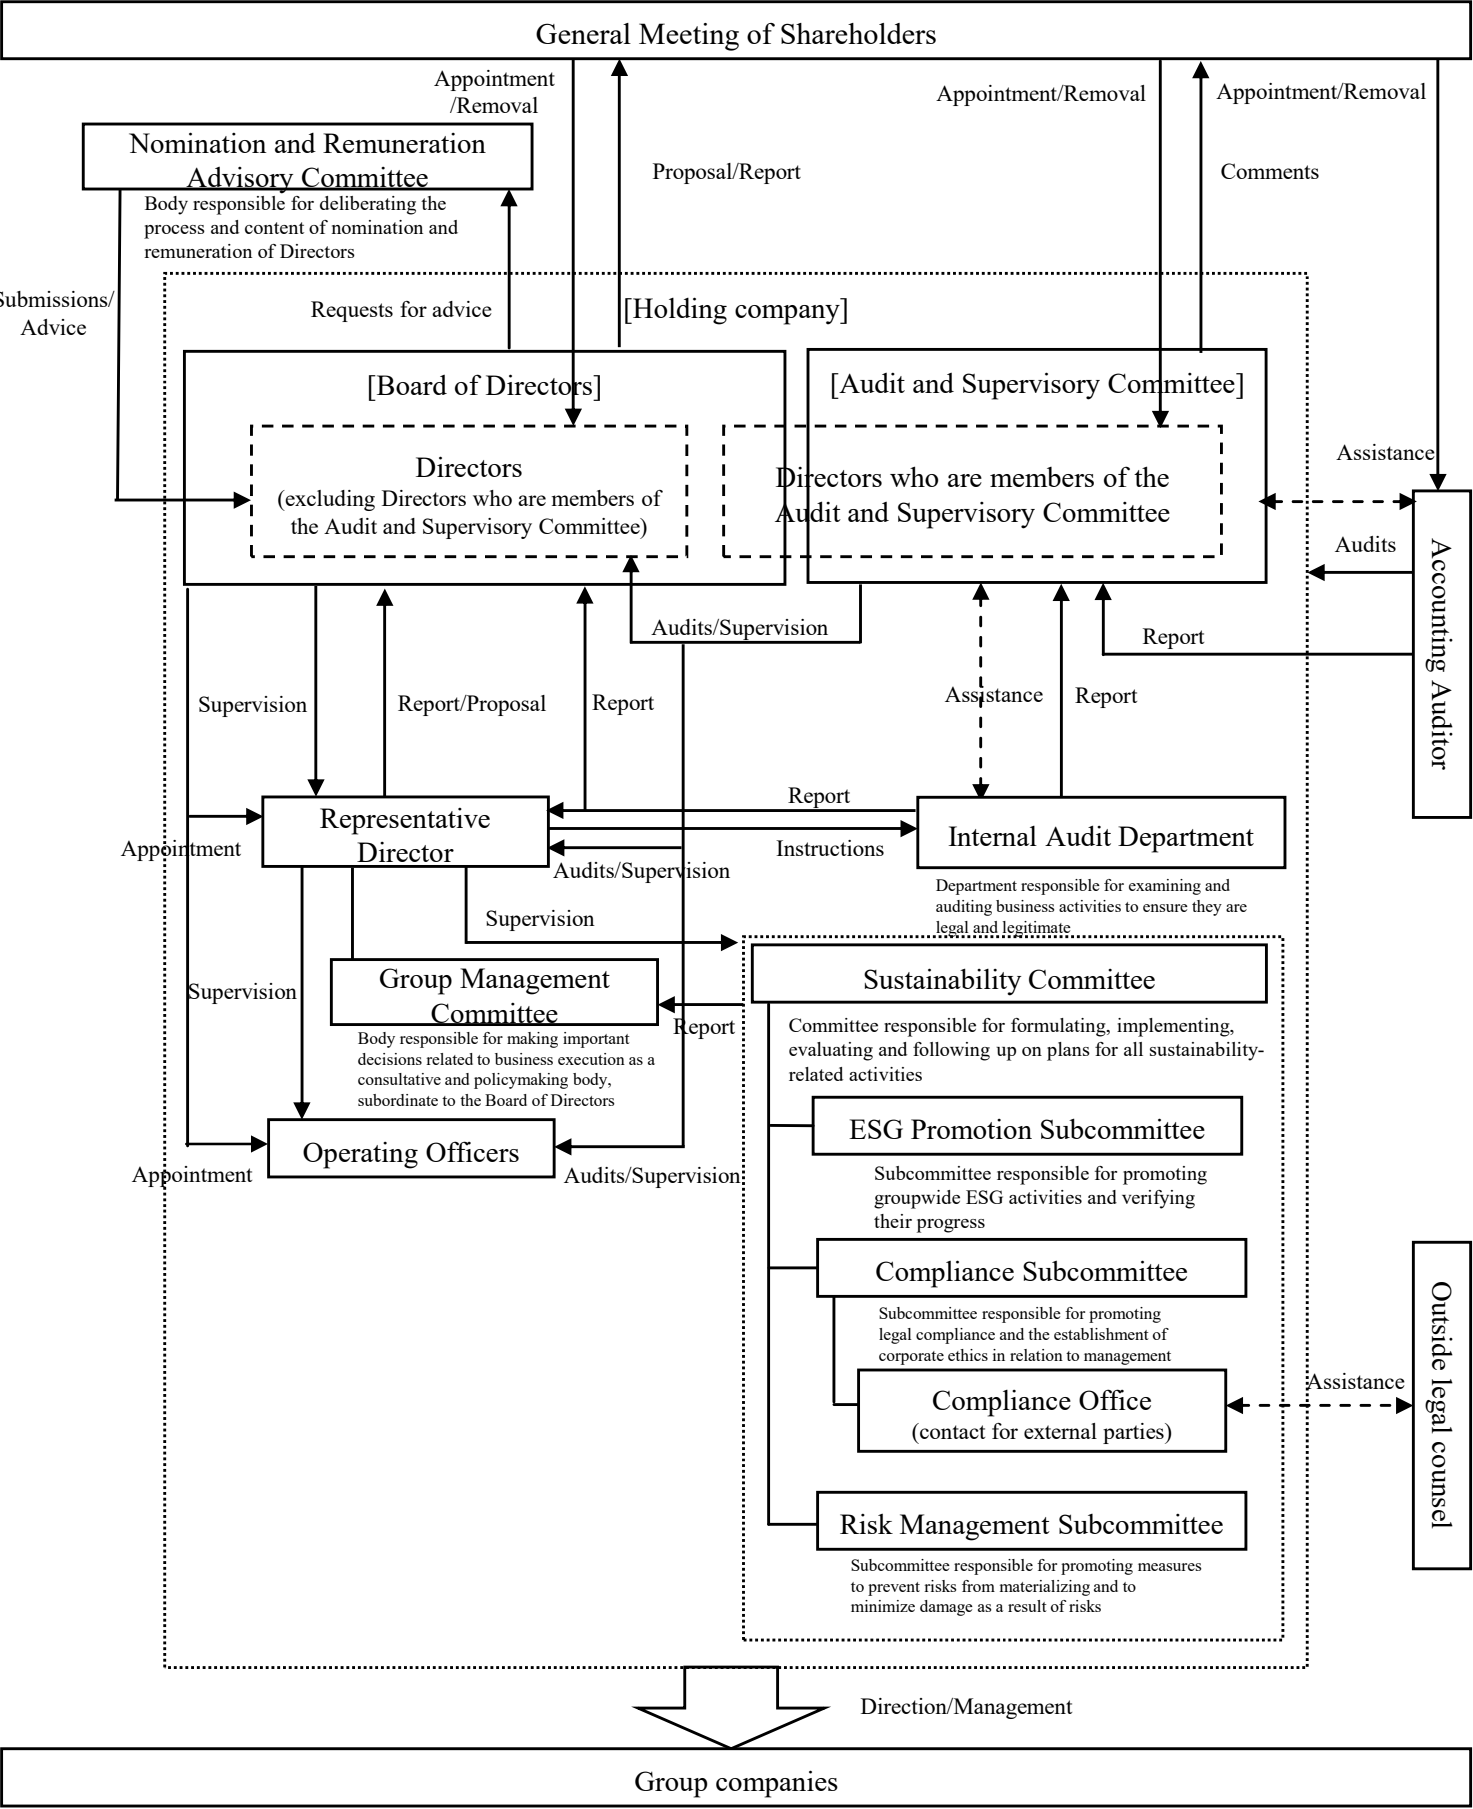 General Meeting of Shareholders
Appointment
/Removal
Appointment/Removal
Appointment/Removal
Nomination and Remuneration
Advisory Committee
Proposal/Report
Comments
Body responsible for deliberating the
process and content of nomination and
remuneration of Directors
Submissions/
Advice
Requests for advice
[Holding company]
[Board of Directors]
[Audit and Supervisory Committee]
Directors
(excluding Directors who are members of
the Audit and Supervisory Committee)
Directors who are members of the
Audit and Supervisory Committee
Assistance
Audits
Accounting Auditor
Audits/Supervision
Report
Supervision
Report/Proposal
Report
Assistance
Report
Report
Representative
Director
Internal Audit Department
Appointment
Instructions
Audits/Supervision
Department responsible for examining and
auditing business activities to ensure they are
legal and legitimate
Supervision
Sustainability Committee
Group Management
Committee
Supervision
Report
Committee responsible for formulating, implementing,
evaluating and following up on plans for all sustainability-
related activities
Body responsible for making important
decisions related to business execution as a
consultative and policymaking body,
subordinate to the Board of Directors
ESG Promotion Subcommittee
Operating Officers
Appointment
Audits/Supervision
Subcommittee responsible for promoting
groupwide ESG activities and verifying
their progress
Compliance Subcommittee
Subcommittee responsible for promoting
legal compliance and the establishment of
corporate ethics in relation to management
Compliance Office
(contact for external parties)
Assistance
Outside legal counsel
Risk Management Subcommittee
Subcommittee responsible for promoting measures
to prevent risks from materializing and to
minimize damage as a result of risks
Direction/Management
Group companies